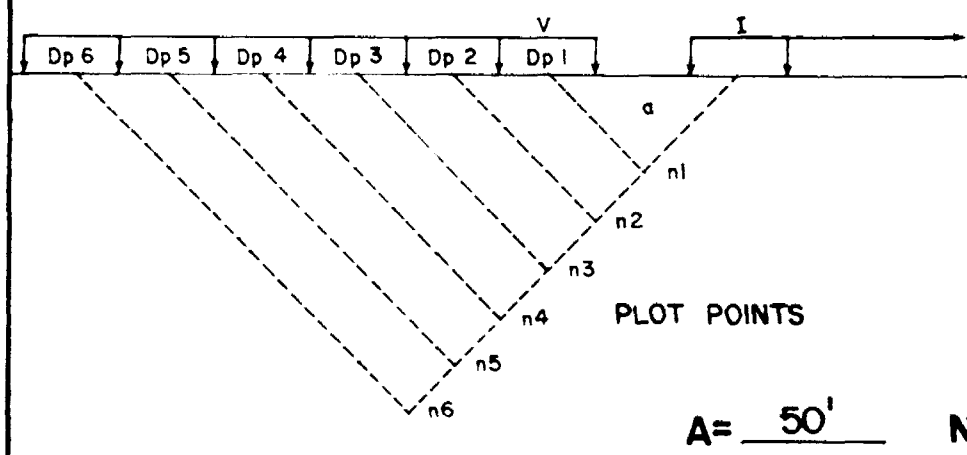 V I
Dp 6 Dp 5 Dp 4 Dp 3 Dp 2 Dp 1
a
n1
n2
n3
n4 PLOT POINTS
n5
n6
A= 50' N